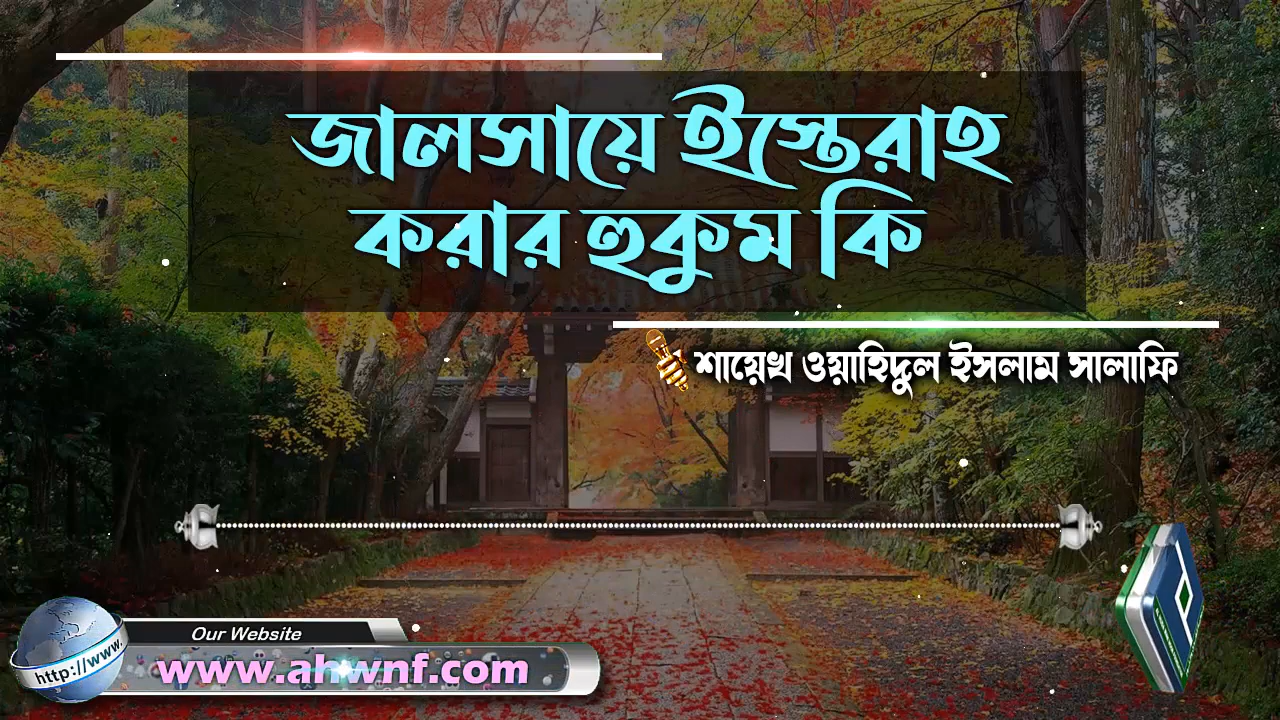 জালসায়ে ইস্তেরাহ
করার হুকুম কি
শায়েখ ওয়াহিদুল ইসলাম সালাফি
Our Website
http://www.
www.ahwnf.com